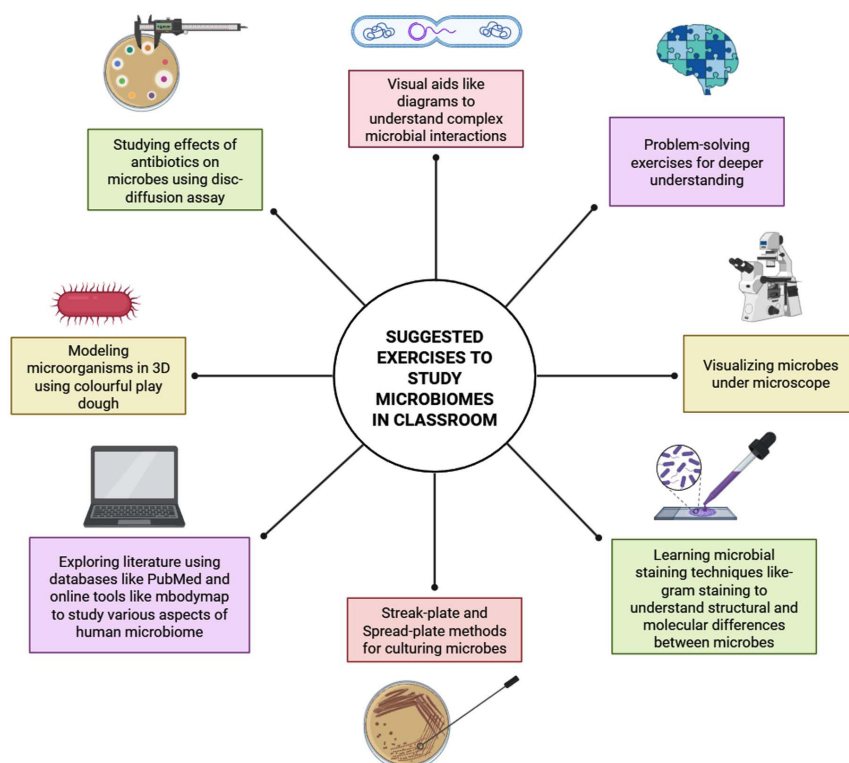 Visual aids like
diagrams to
understand complex
microbial interactions
Studying effects of
antibiotics on
microbes using disc-
diffusion assay
Problem-solving
exercises for deeper
understanding
SUGGESTED
EXERCISES TO
STUDY
MICROBIOMES
IN CLASSROOM
Modeling
microorganisms in 3D
using colourful play
dough
Visualizing microbes
under microscope
Exploring literature using
databases like PubMed and
online tools like mbodymap
to study various aspects of
human microbiome
Streak-plate and
Spread-plate methods
for culturing microbes
Learning microbial
staining techniques like-
gram staining to
understand structural and
molecular differences
between microbes